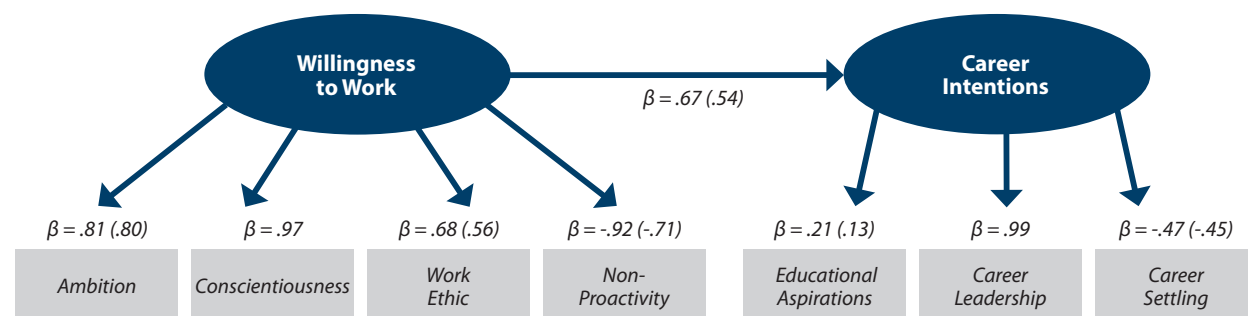 Willingness
to Work
Career
Intentions
β = .67 (.54)
β = .81 (.80)
β = .97
β = .68 (.56)
β = -.92 (-.71)
β = .21 (.13)
β = .99
β = -.47 (-.45)
Ambition
Conscientiousness
Work
Ethic
Non-
Proactivity
Educational
Aspirations
Career
Leadership
Career
Settling